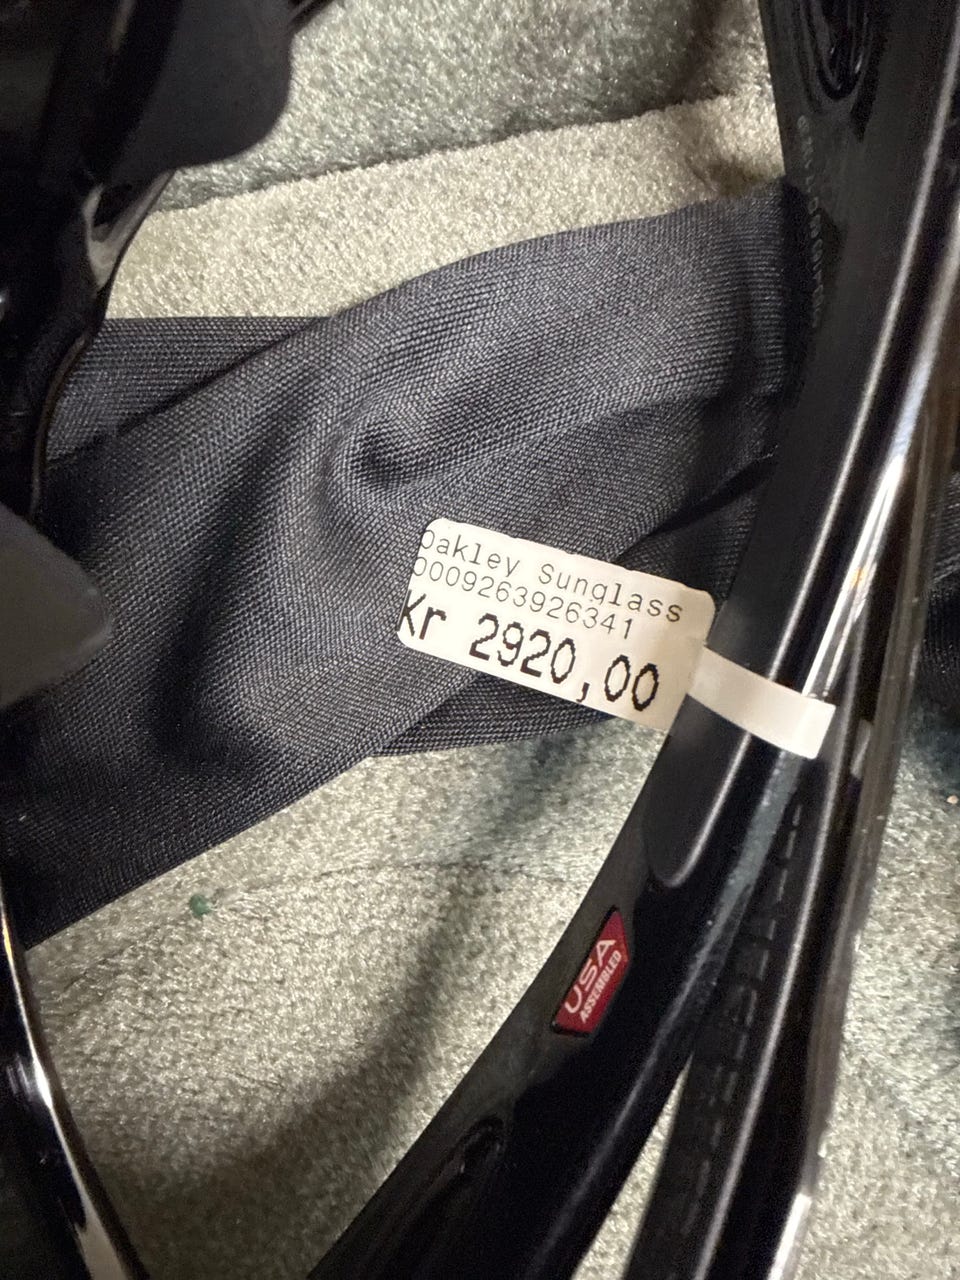 Oakley Sunglass
0009263926341
Kr 2920,00
USA
ASSEMBLED